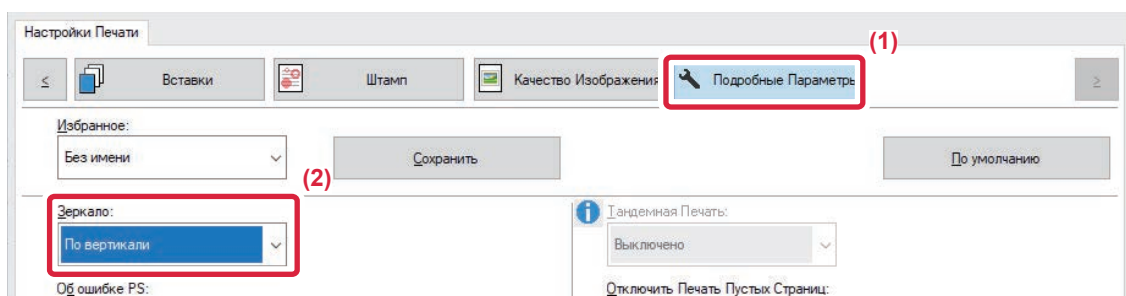 Настройки Печати
(1)
≤ Вставки Штамп Качество Изображения Подробные Параметры ≥
Избранное:
Без имени Сохранить По умолчанию
(2)
Зеркало: Тандемная Печать:
По вертикали Выключено
Об ошибке PS: Отключить Печать Пустых Страниц: